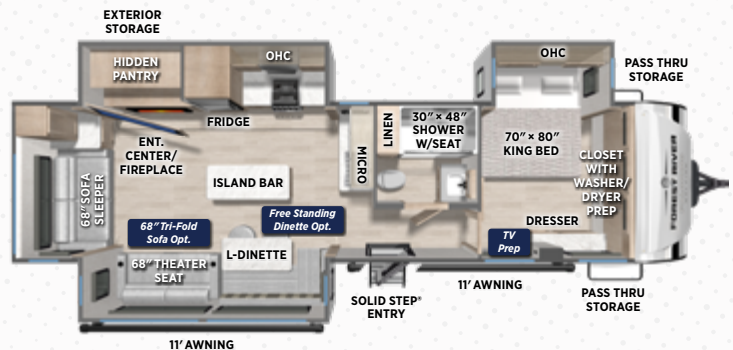 EXTERIOR
STORAGE
HIDDEN
PANTRY
OHC
FRIDGE
ENT.
CENTER/
FIREPLACE
68" SOFA
SLEEPER
ISLAND BAR
68" Tri-Fold
Sofa Opt.
Free Standing
Dinette Opt.
68" THEATER
SEAT
L-DINETTE
11' AWNING
MICRO
LINEN
30" × 48"
SHOWER
W/SEAT
SOLID STEP®
ENTRY
OHC
70" × 80"
KING BED
CLOSET
WITH
WASHER/
DRYER
PREP
DRESSER
TV
Prep
11' AWNING
PASS THRU
STORAGE
FOREST RIVER
PASS THRU
STORAGE